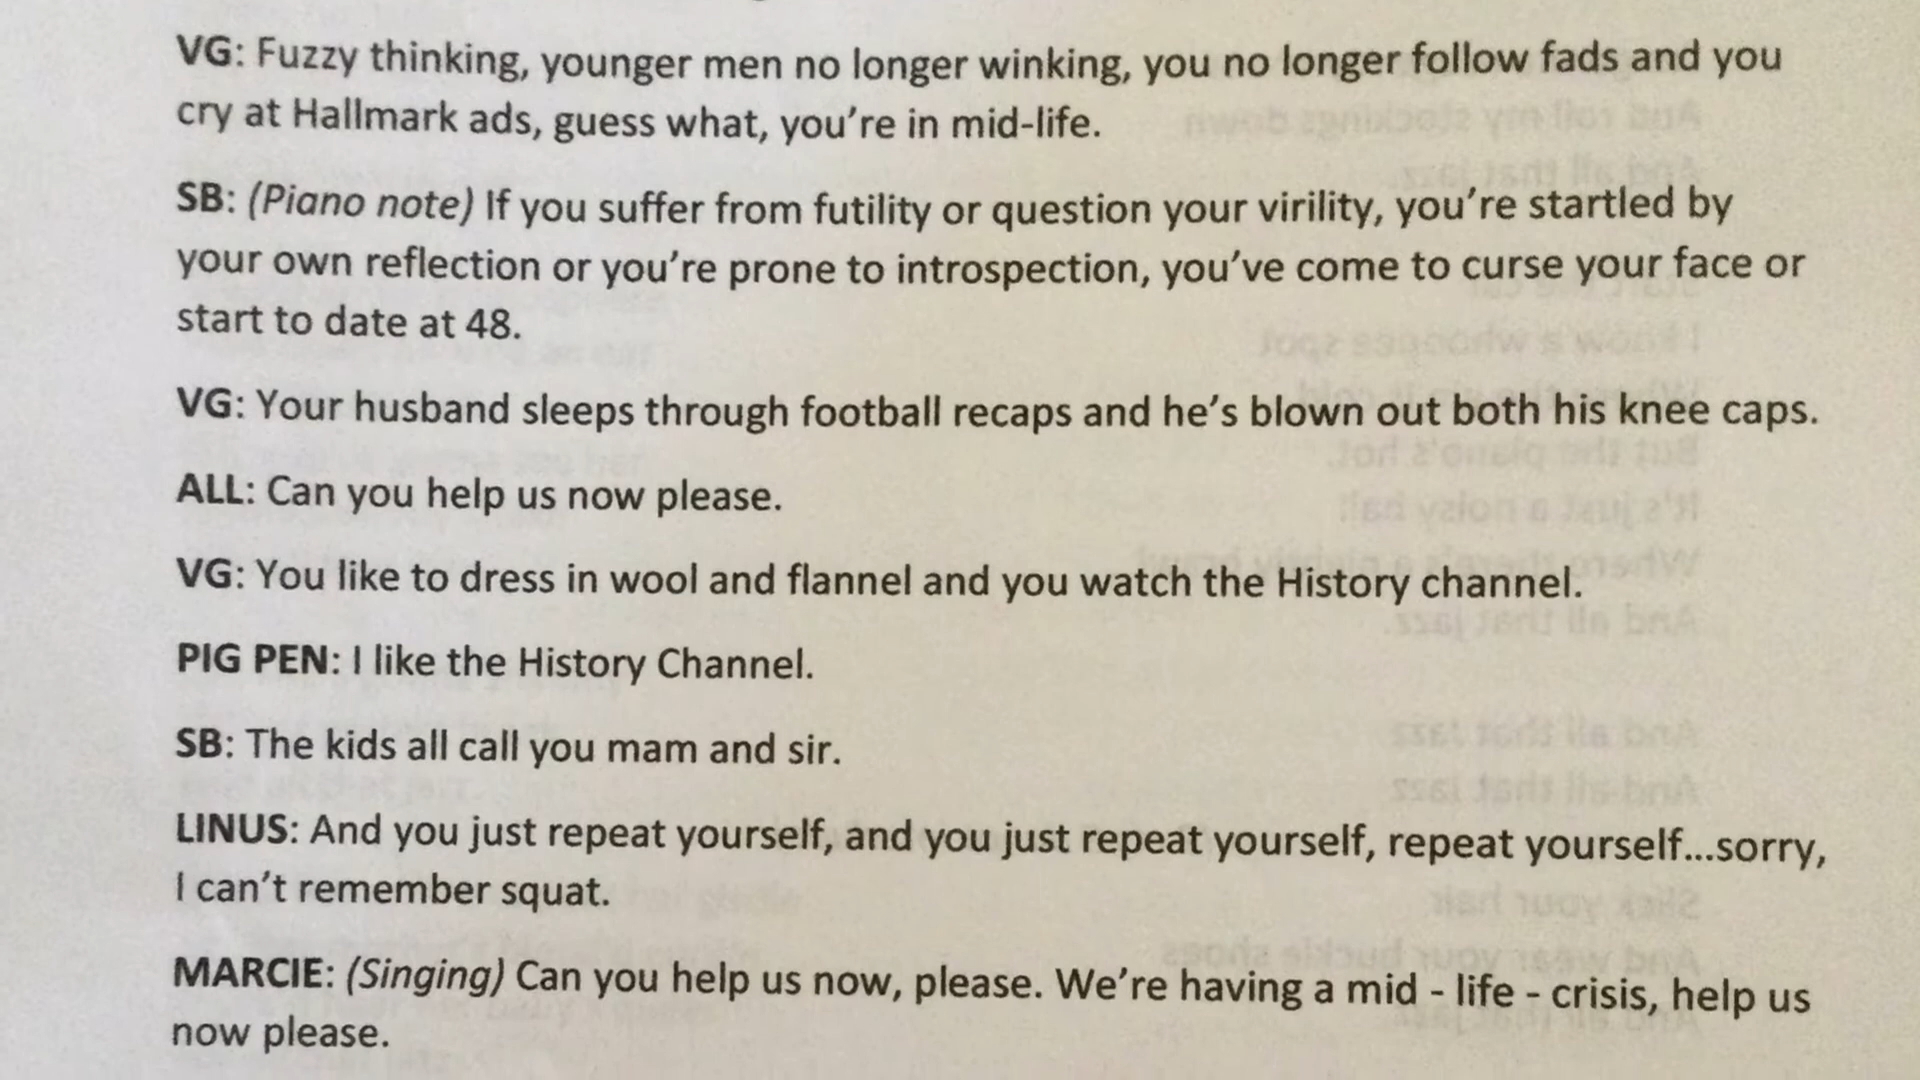 VG: Fuzzy thinking, younger men no longer winking, you no longer follow fads and you
cry at Hallmark ads, guess what, you're in mid-life.
SB: (Piano note) If you suffer from futility or question your virility, you're startled by
your own reflection or you're prone to introspection, you've come to curse your face or
start to date at 48.
VG: Your husband sleeps through football recaps and he's blown out both his knee caps.
ALL: Can you help us now please.
VG: You like to dress in wool and flannel and you watch the History channel.
PIG PEN: I like the History Channel.
SB: The kids all call you mam and sir.
LINUS: And you just repeat yourself, and you just repeat yourself, repeat yourself...sorry,
I can't remember squat.
MARCIE: (Singing) Can you help us now, please. We're having a mid - life - crisis, help us
now please.